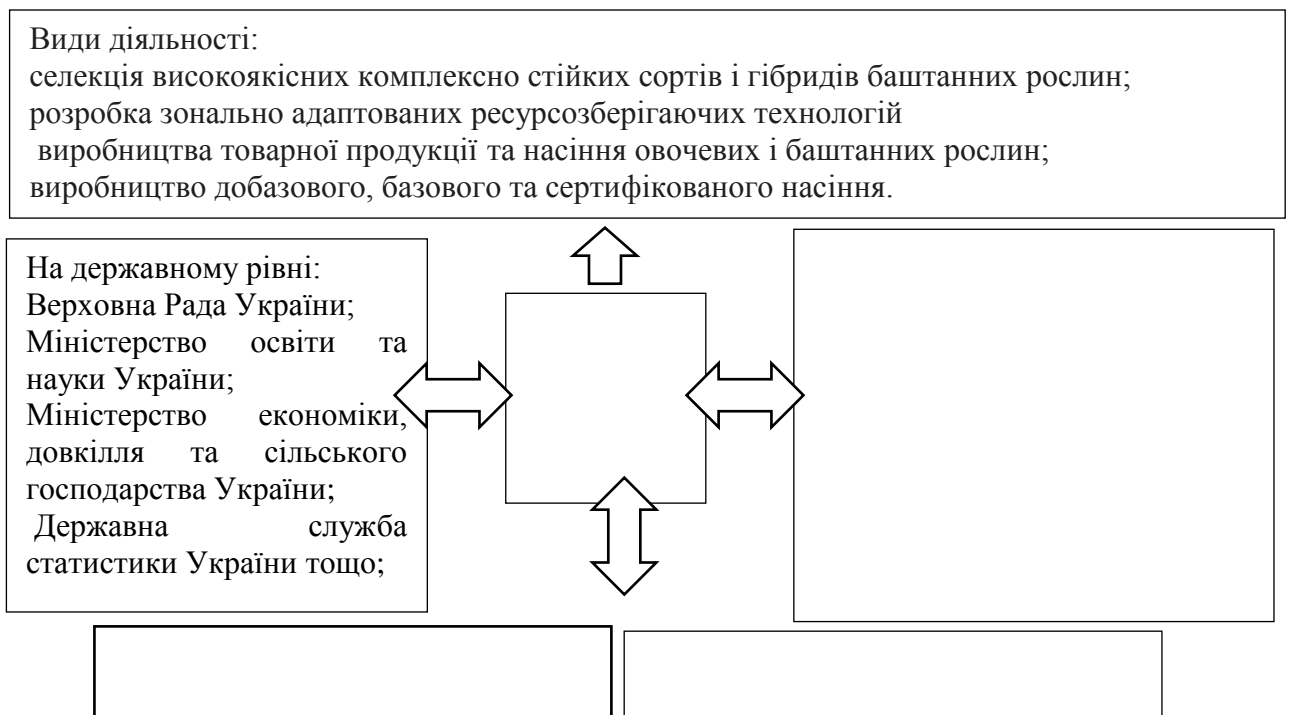 Види діяльності:
селекція високоякісних комплексно стійких сортів і гібридів баштанних рослин;
розробка зонально адаптованих ресурсозберігаючих технологій
виробництва товарної продукції та насіння овочевих і баштанних рослин;
виробництво добазового, базового та сертифікованого насіння.
На державному рівні:
Верховна Рада України;
Міністерство освіти та
науки України;
Міністерство економіки,
довкілля та сільського
господарства України;
Державна служба
статистики України тощо;